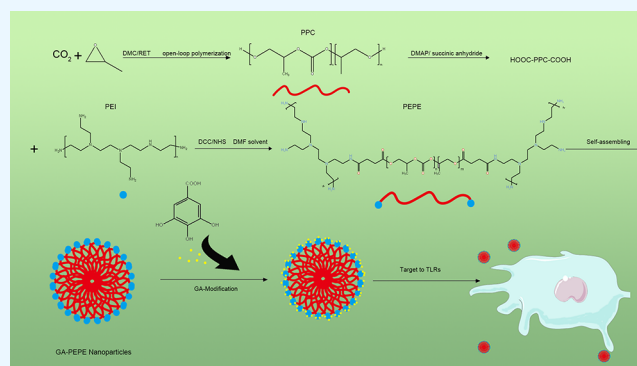 PPC
CO2 +
DMC/RET open-loop polymerization
DMAP/ succinic anhydride
HOOC-PPC-COOH
PEI
PEPE
+
DCC/NHS DMF solvent
Self-assembling
COOH
HO
OH
OH
GA-Modification
Target to TLRs
GA-PEPE Nanoparticles